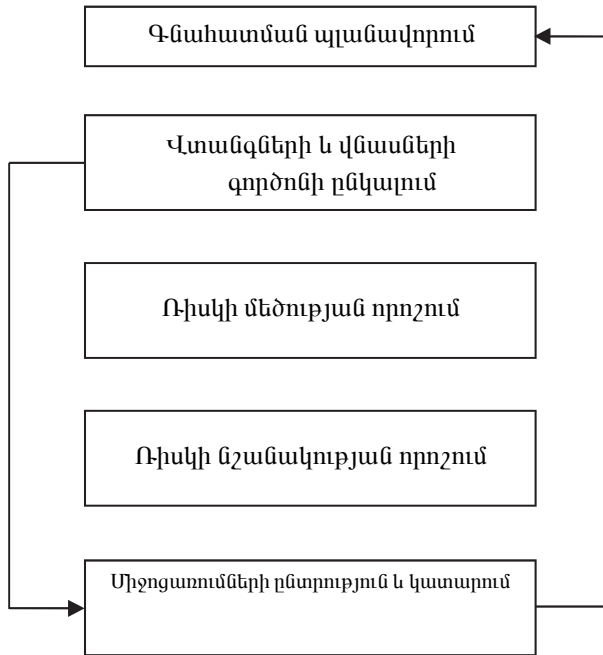 Գնահատման պլանավորում
Վտանգների և վնասների
գործոնի ընկալում
Ռիսկի մեծության որոշում
Ռիսկի նշանակության որոշում
Միջոցառումների ընտրություն և կատարում